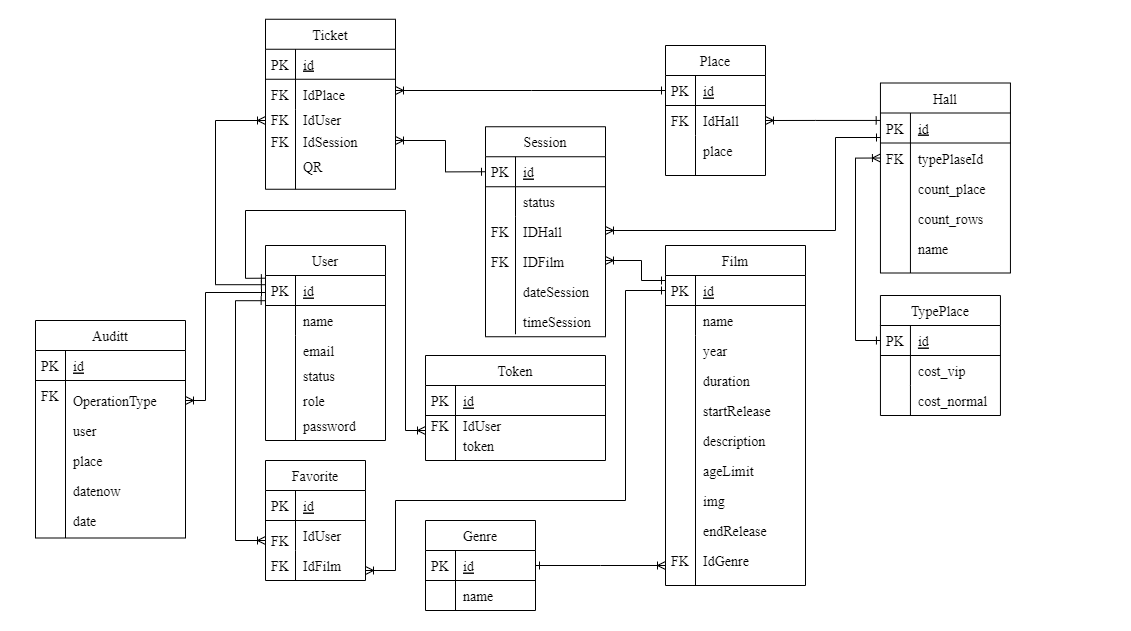 Ticket
PK id
FK IdPlace
FK IdUser
FK IdSession
QR
Place
PK id
FK IdHall
place
Hall
PK id
FK typePlaseId
count_place
count_rows
name
Session
PK id
status
FK IDHall
FK IDFilm
dateSession
timeSession
User
PK id
name
email
status
role
password
Film
PK id
name
year
duration
startRelease
description
ageLimit
img
endRelease
FK IdGenre
TypePlace
PK id
cost_vip
cost_normal
Auditt
PK id
FK OperationType
user
place
datenow
date
Token
PK id
FK IdUser
token
Favorite
PK id
FK IdUser
FK IdFilm
Genre
PK id
name